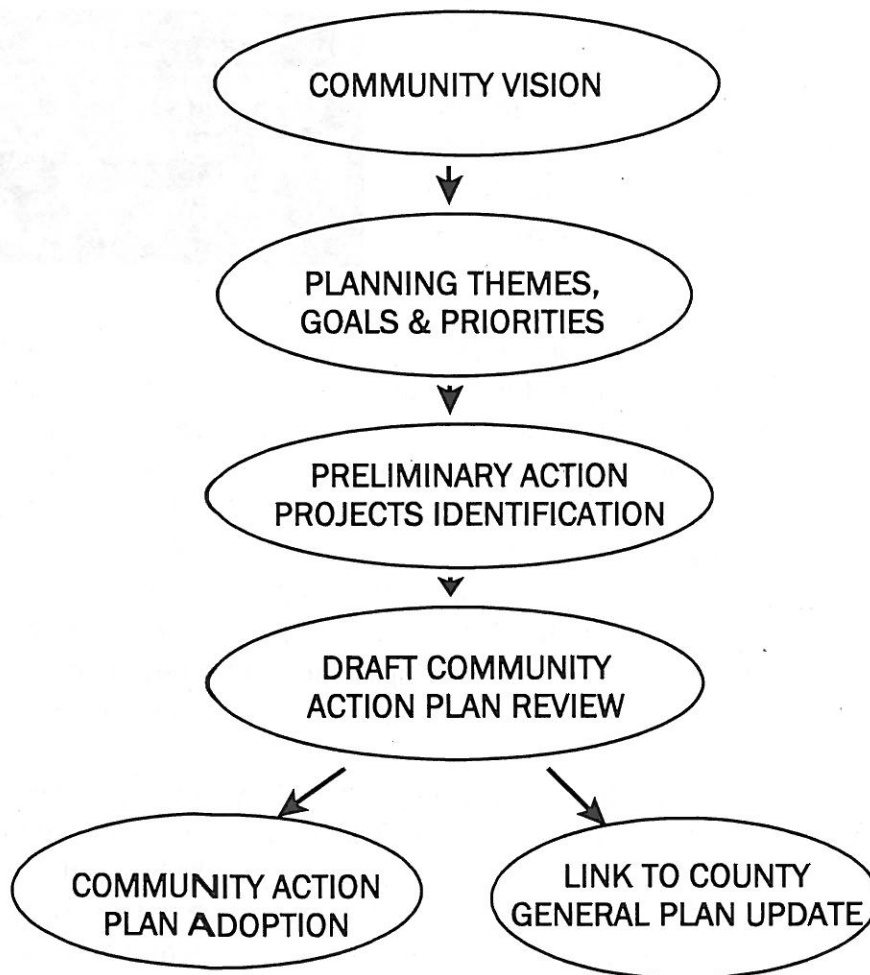 COMMUNITY VISION
PLANNING THEMES,
GOALS & PRIORITIES
PRELIMINARY ACTION
PROJECTS IDENTIFICATION
DRAFT COMMUNITY
ACTION PLAN REVIEW
COMMUNITY ACTION
PLAN ADOPTION
LINK TO COUNTY
GENERAL PLAN UPDATE